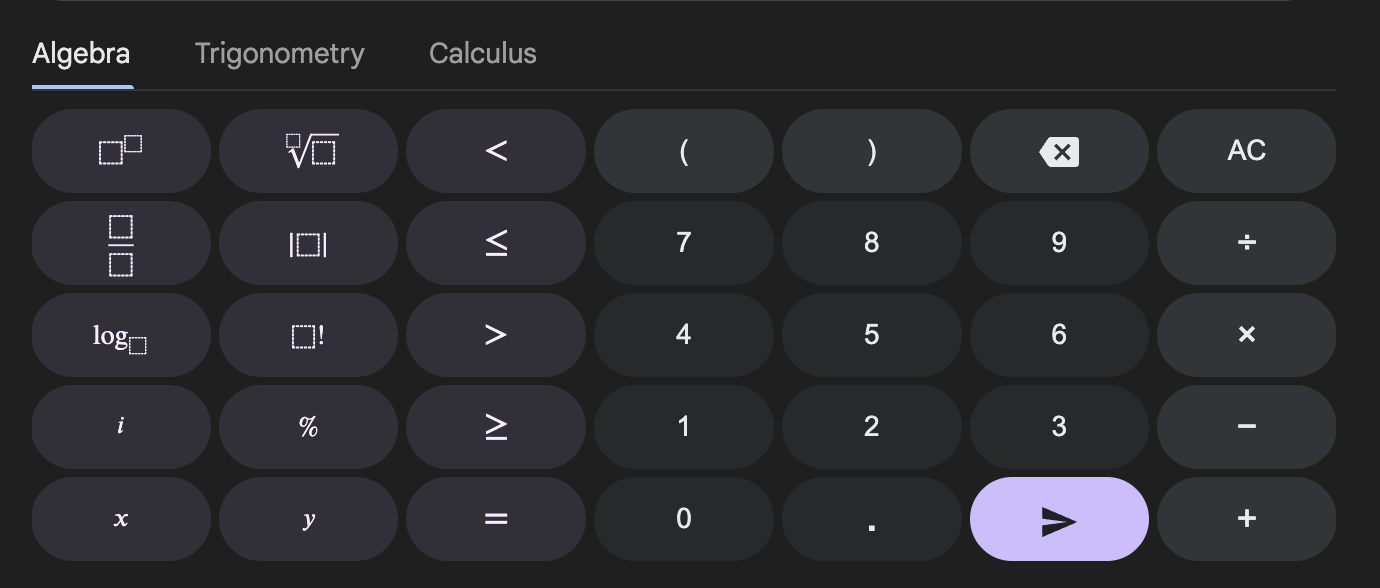 Algebra Trigonometry Calculus
□^□ □√□ < ( ) AC
□/□ |□| ≤ 7 8 9 ÷
log□ □! > 4 5 6 ×
i % ≥ 1 2 3 −
x y = 0 . +